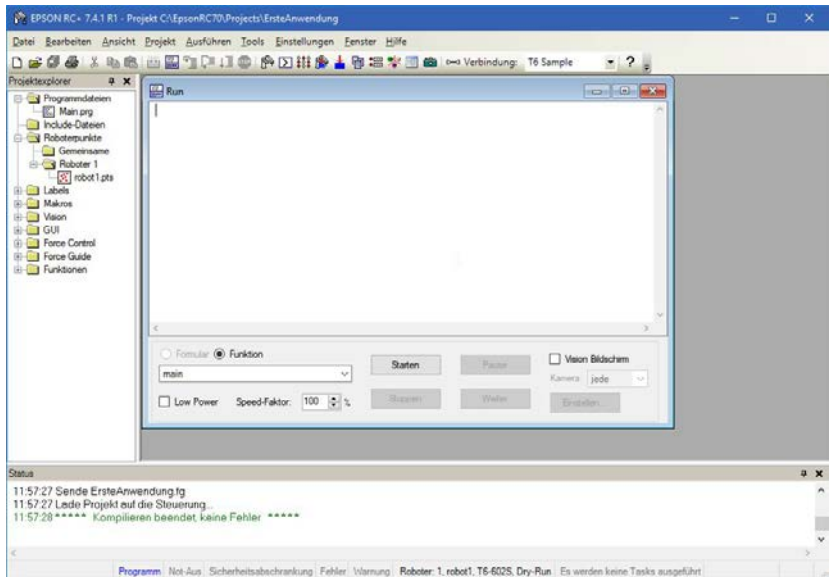 EPSON RC+ 7.4.1 R1 - Projekt C:\EpsonRC70\Projects\ErsteAnwendung
Datei Bearbeiten Ansicht Projekt Ausführen Tools Einstellungen Fenster Hilfe
Verbindung: T6 Sample
Projektexplorer
Programmdateien
Main.prg
Include-Dateien
Roboterpunkte
Gemeinsame
Roboter 1
robot1.pts
Labels
Makros
Vision
GUI
Force Control
Force Guide
Funktionen
Run
Formular Funktion
main
Low Power Speed-Faktor: 100 %
Starten Pause
Stoppen Weiter
Vision Bildschirm
Kamera: jede
Einstellen...
Status
11:57:27 Sende ErsteAnwendung.fg
11:57:27 Lade Projekt auf die Steuerung...
11:57:28 ***** Kompilieren beendet, keine Fehler *****
Programm Not-Aus Sicherheitsabschrankung Fehler Warnung Roboter: 1, robot1, T6-602S, Dry-Run Es werden keine Tasks ausgeführt